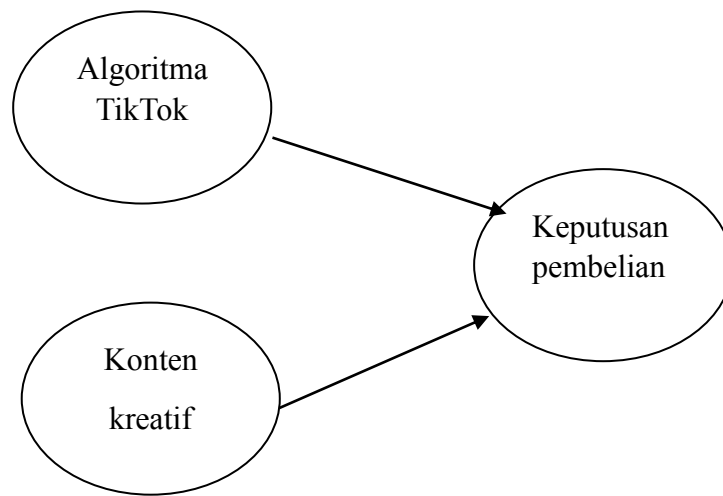 Algoritma
TikTok
Keputusan
pembelian
Konten
kreatif